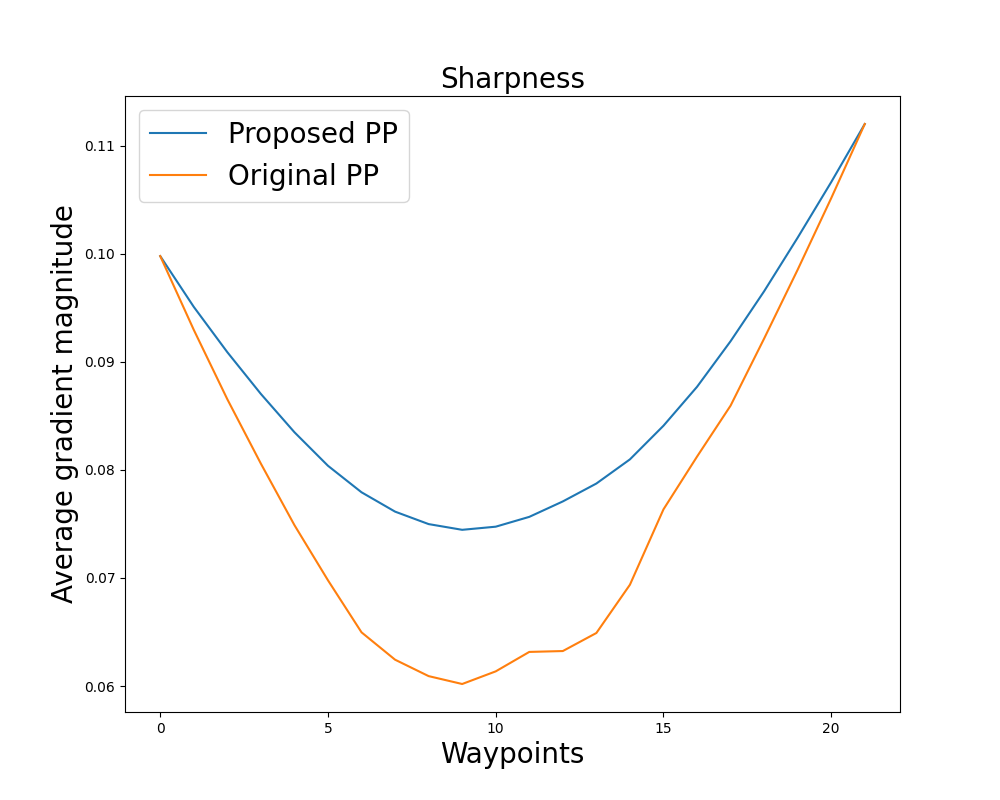 Sharpness
Proposed PP
Original PP
Average gradient magnitude
0.11
0.10
0.09
0.08
0.07
0.06
0 5 10 15 20
Waypoints